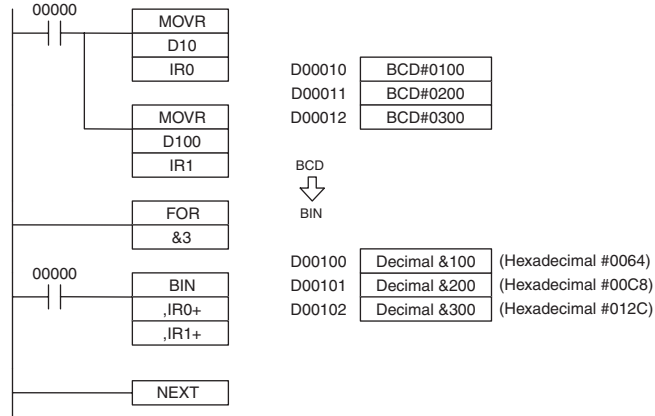 00000
MOVR
D10
IR0
MOVR
D100
IR1
FOR
&3
00000
BIN
,IR0+
,IR1+
NEXT
D00010 BCD#0100
D00011 BCD#0200
D00012 BCD#0300
BCD
BIN
D00100 Decimal &100 (Hexadecimal #0064)
D00101 Decimal &200 (Hexadecimal #00C8)
D00102 Decimal &300 (Hexadecimal #012C)